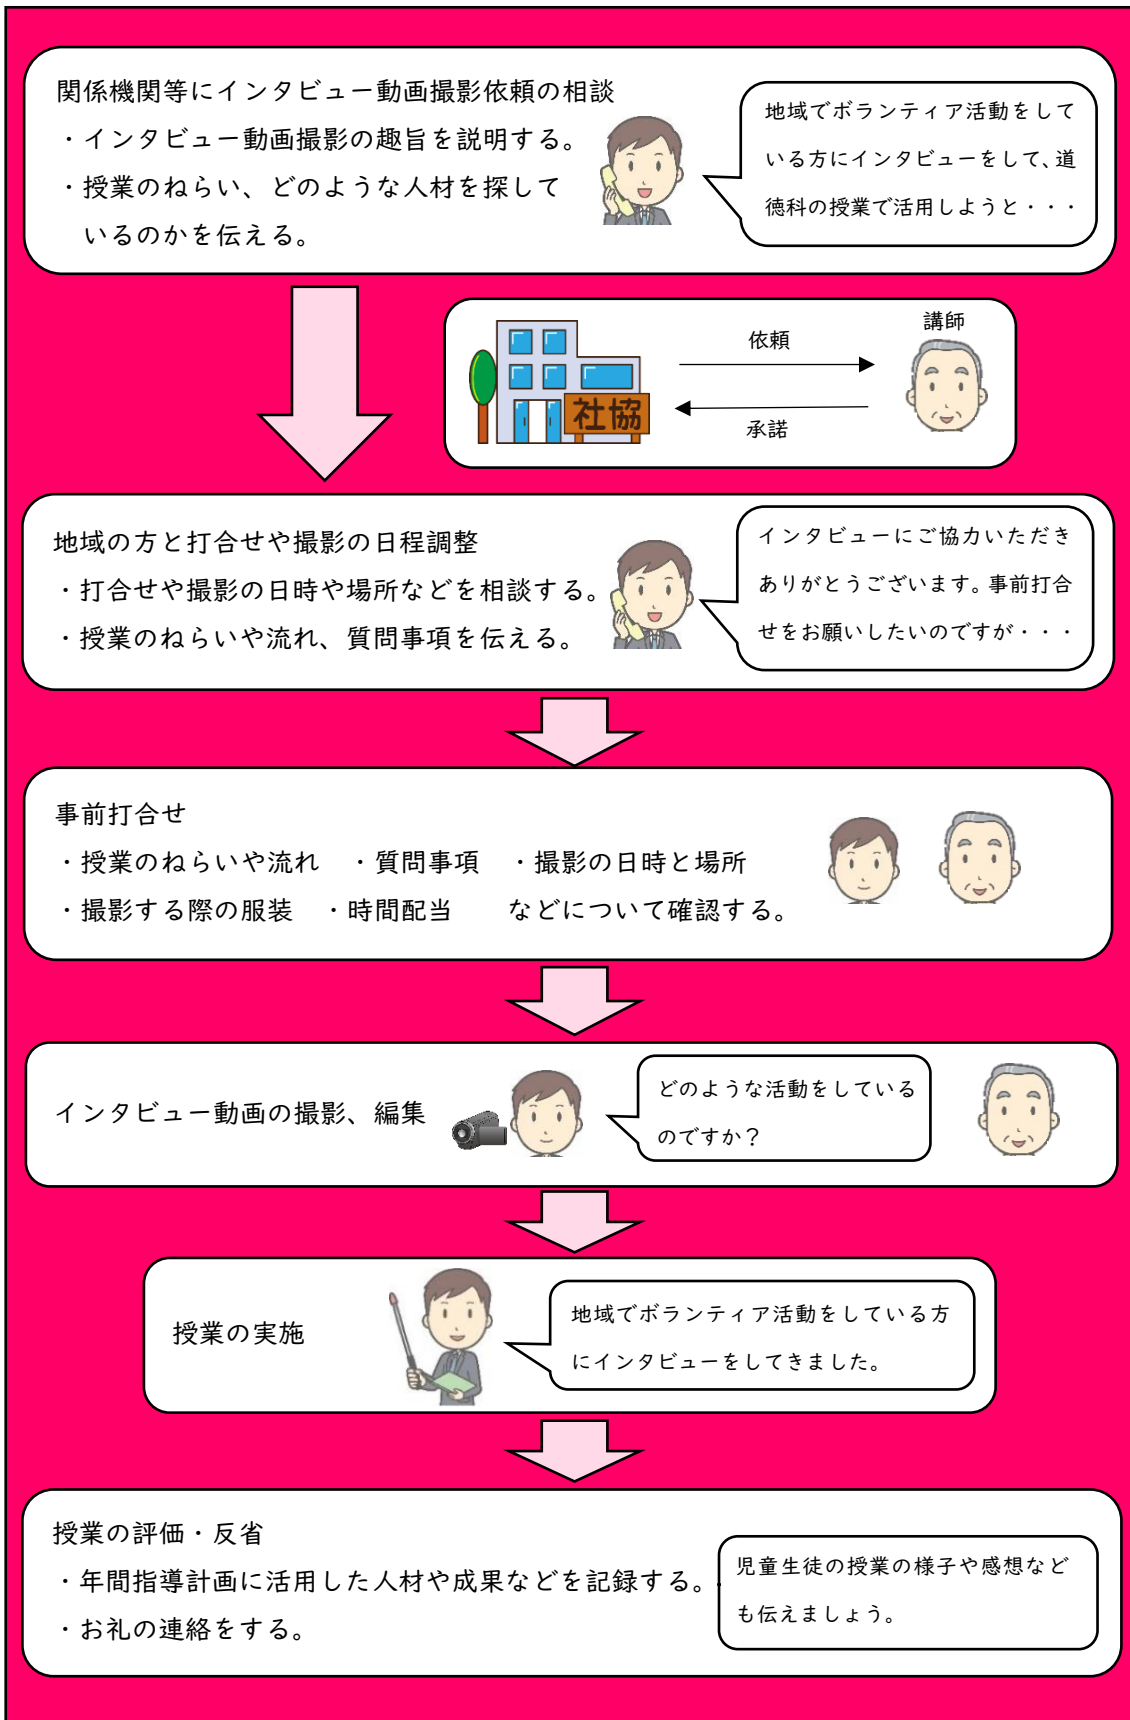 関係機関等にインタビュー動画撮影依頼の相談
・インタビュー動画撮影の趣旨を説明する。
・授業のねらい、どのような人材を探して
いるのかを伝える。
地域でボランティア活動をして
いる方にインタビューをして、道
徳科の授業で活用しようと・・・
講師
依頼
社協
承諾
地域の方と打合せや撮影の日程調整
・打合せや撮影の日時や場所などを相談する。
・授業のねらいや流れ、質問事項を伝える。
インタビューにご協力いただき
ありがとうございます。事前打合
せをお願いしたいのですが・・・
事前打合せ
・授業のねらいや流れ ・質問事項 ・撮影の日時と場所
・撮影する際の服装 ・時間配当 などについて確認する。
インタビュー動画の撮影、編集
どのような活動をしている
のですか？
授業の実施
地域でボランティア活動をしている方
にインタビューをしてきました。
授業の評価・反省
・年間指導計画に活用した人材や成果などを記録する。
・お礼の連絡をする。
児童生徒の授業の様子や感想など
も伝えましょう。